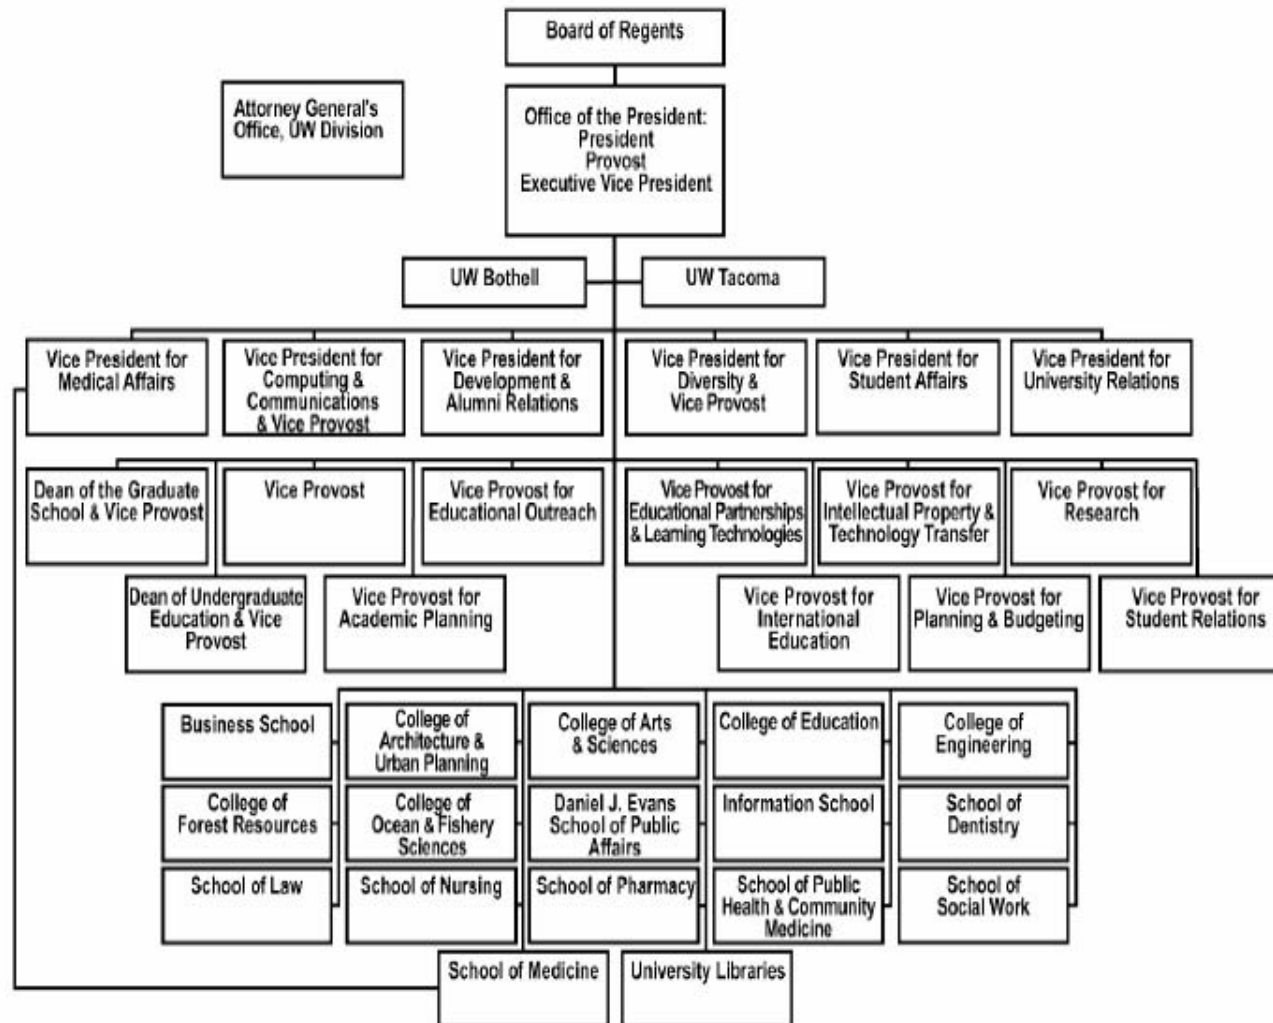 Board of Regents
Attorney General's
Office, UW Division
Office of the President:
President
Provost
Executive Vice President
UW Bothell
UW Tacoma
Vice President for
Medical Affairs
Vice President for
Computing &
Communications
& Vice Provost
Vice President for
Development &
Alumni Relations
Vice President for
Diversity &
Vice Provost
Vice President for
Student Affairs
Vice President for
University Relations
Dean of the Graduate
School & Vice Provost
Vice Provost
Vice Provost for
Educational Outreach
Vice Provost for
Educational Partnerships
& Learning Technologies
Vice Provost for
Intellectual Property &
Technology Transfer
Vice Provost for
Research
Dean of Undergraduate
Education & Vice
Provost
Vice Provost for
Academic Planning
Vice Provost for
International
Education
Vice Provost for
Planning & Budgeting
Vice Provost for
Student Relations
Business School
College of
Architecture &
Urban Planning
College of Arts
& Sciences
College of Education
College of
Engineering
College of
Forest Resources
College of
Ocean & Fishery
Sciences
Daniel J. Evans
School of Public
Affairs
Information School
School of
Dentistry
School of Law
School of Nursing
School of Pharmacy
School of Public
Health & Community
Medicine
School of
Social Work
School of Medicine
University Libraries